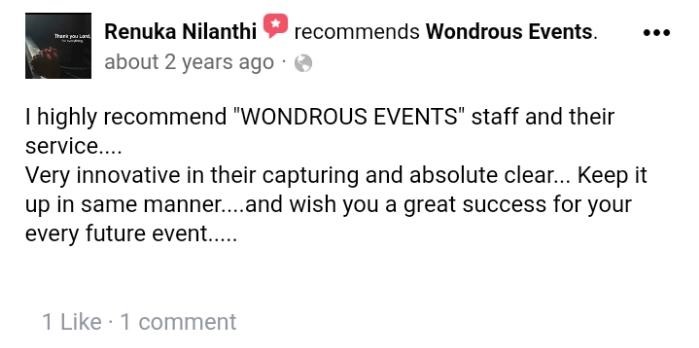 Renuka Nilanthi recommends Wondrous Events.
about 2 years ago ·
Thank you Lord,
I highly recommend "WONDROUS EVENTS" staff and their
service....
Very innovative in their capturing and absolute clear... Keep it
up in same manner....and wish you a great success for your
every future event.....
1 Like · 1 comment